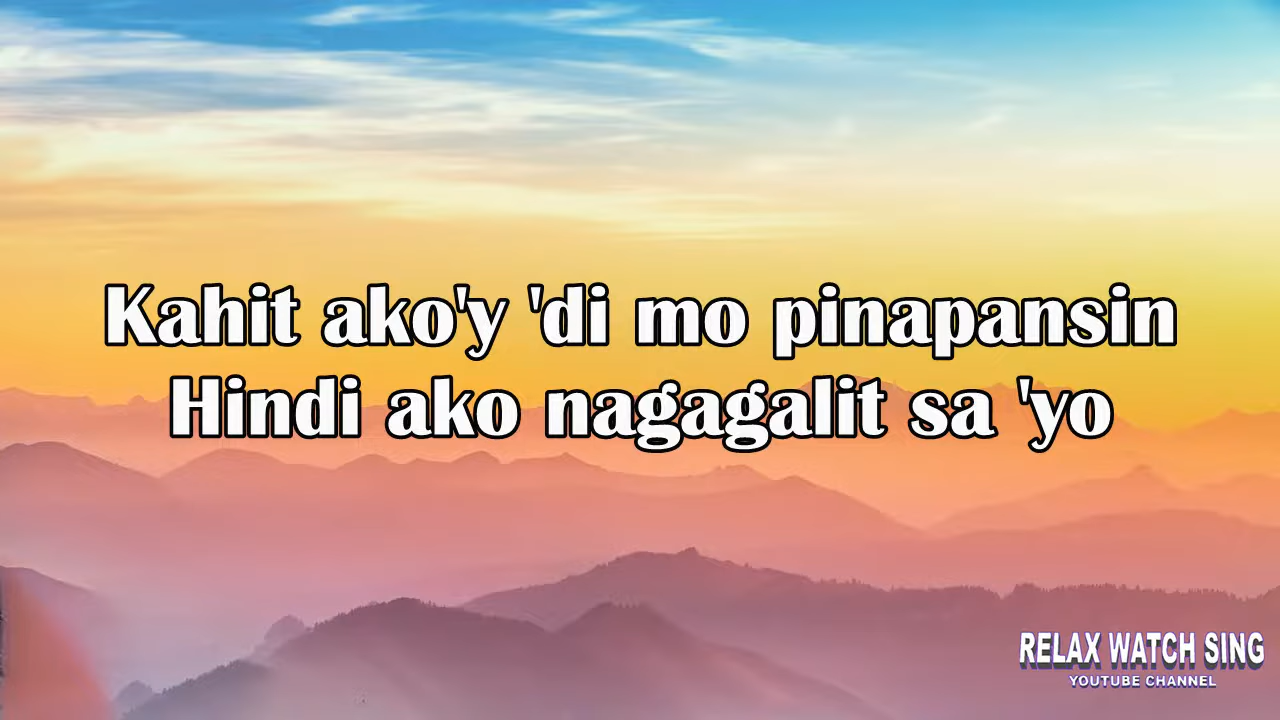 Kahit ako'y 'di mo pinapansin
Hindi ako nagagalit sa 'yo
RELAX WATCH SING
YOUTUBE CHANNEL